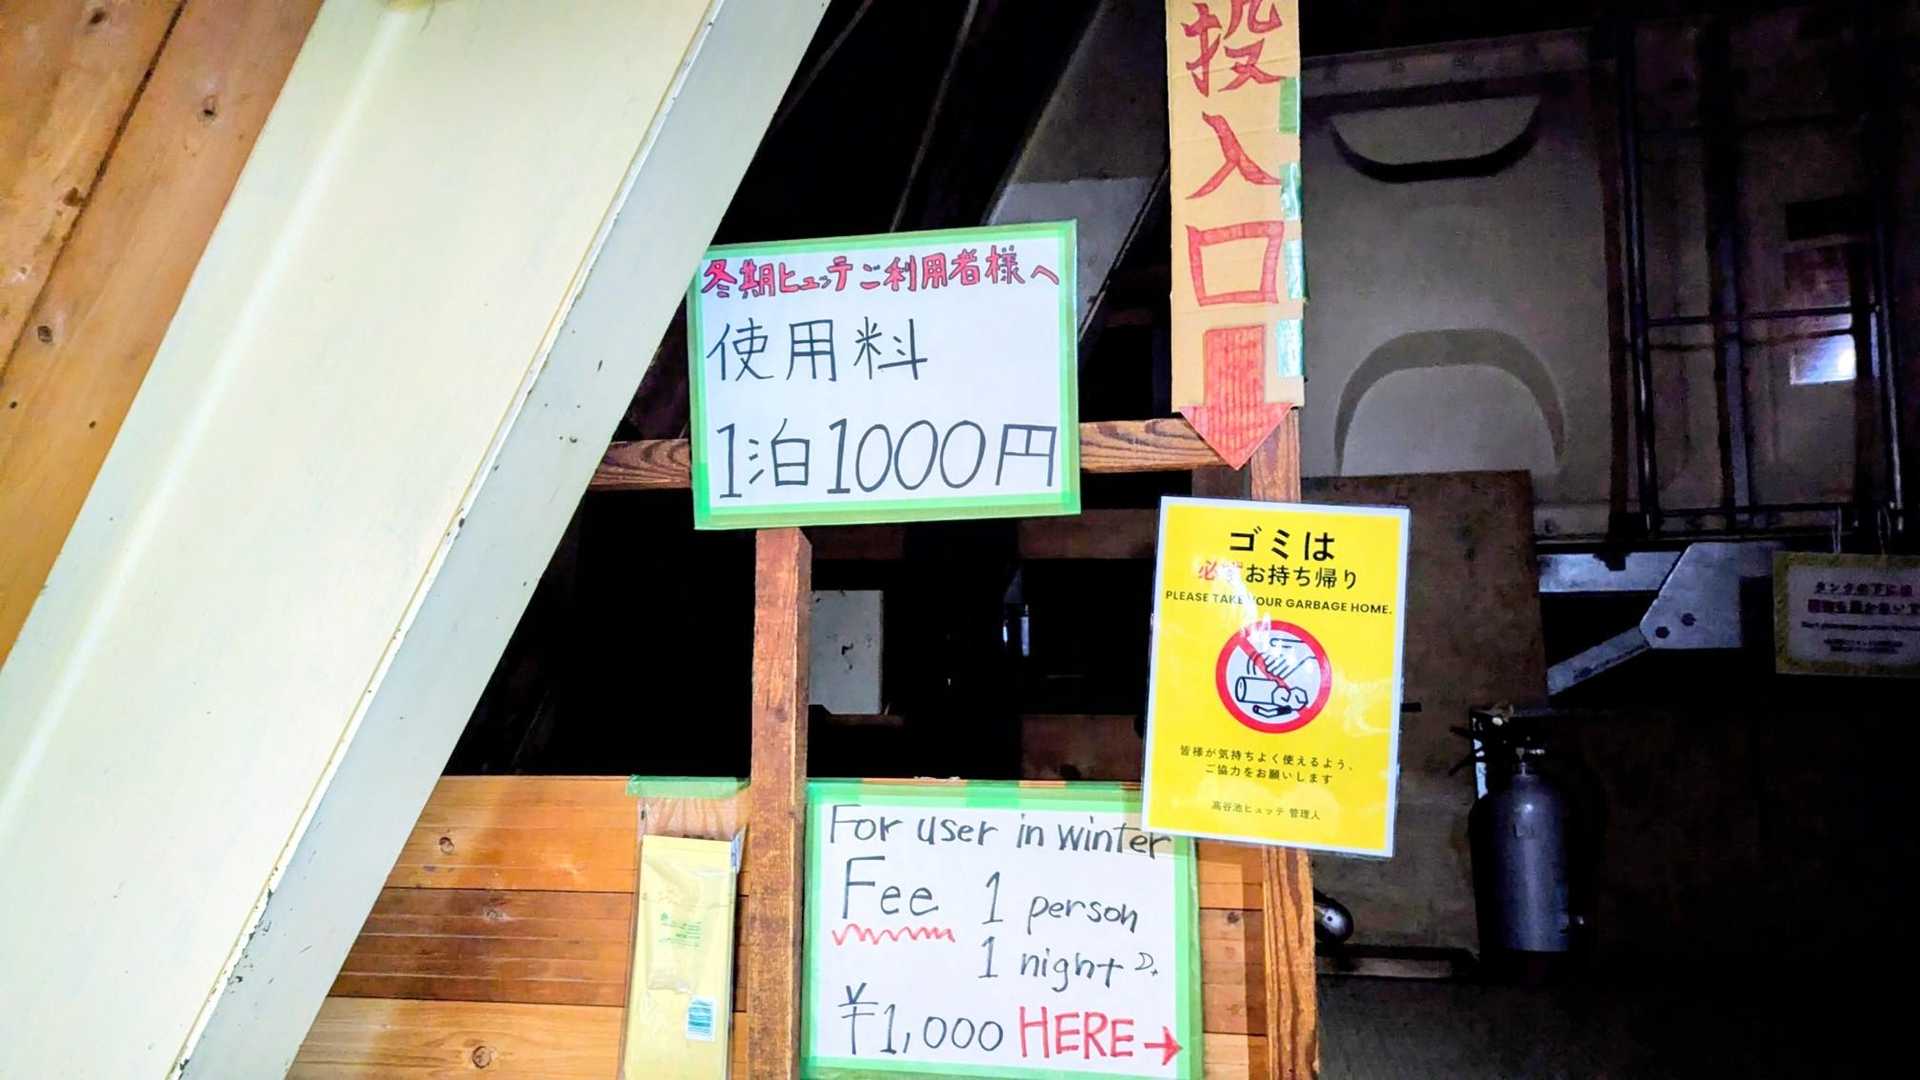 投入口
冬期ヒュッテご利用者様へ
使用料
1泊1000円
ゴミは
必ずお持ち帰り
PLEASE TAKE YOUR GARBAGE HOME.
皆様が気持ちよく使えるよう、
ご協力をお願いします
高谷池ヒュッテ 管理人
For user in winter
Fee 1 person
1 night
¥1,000 HERE→